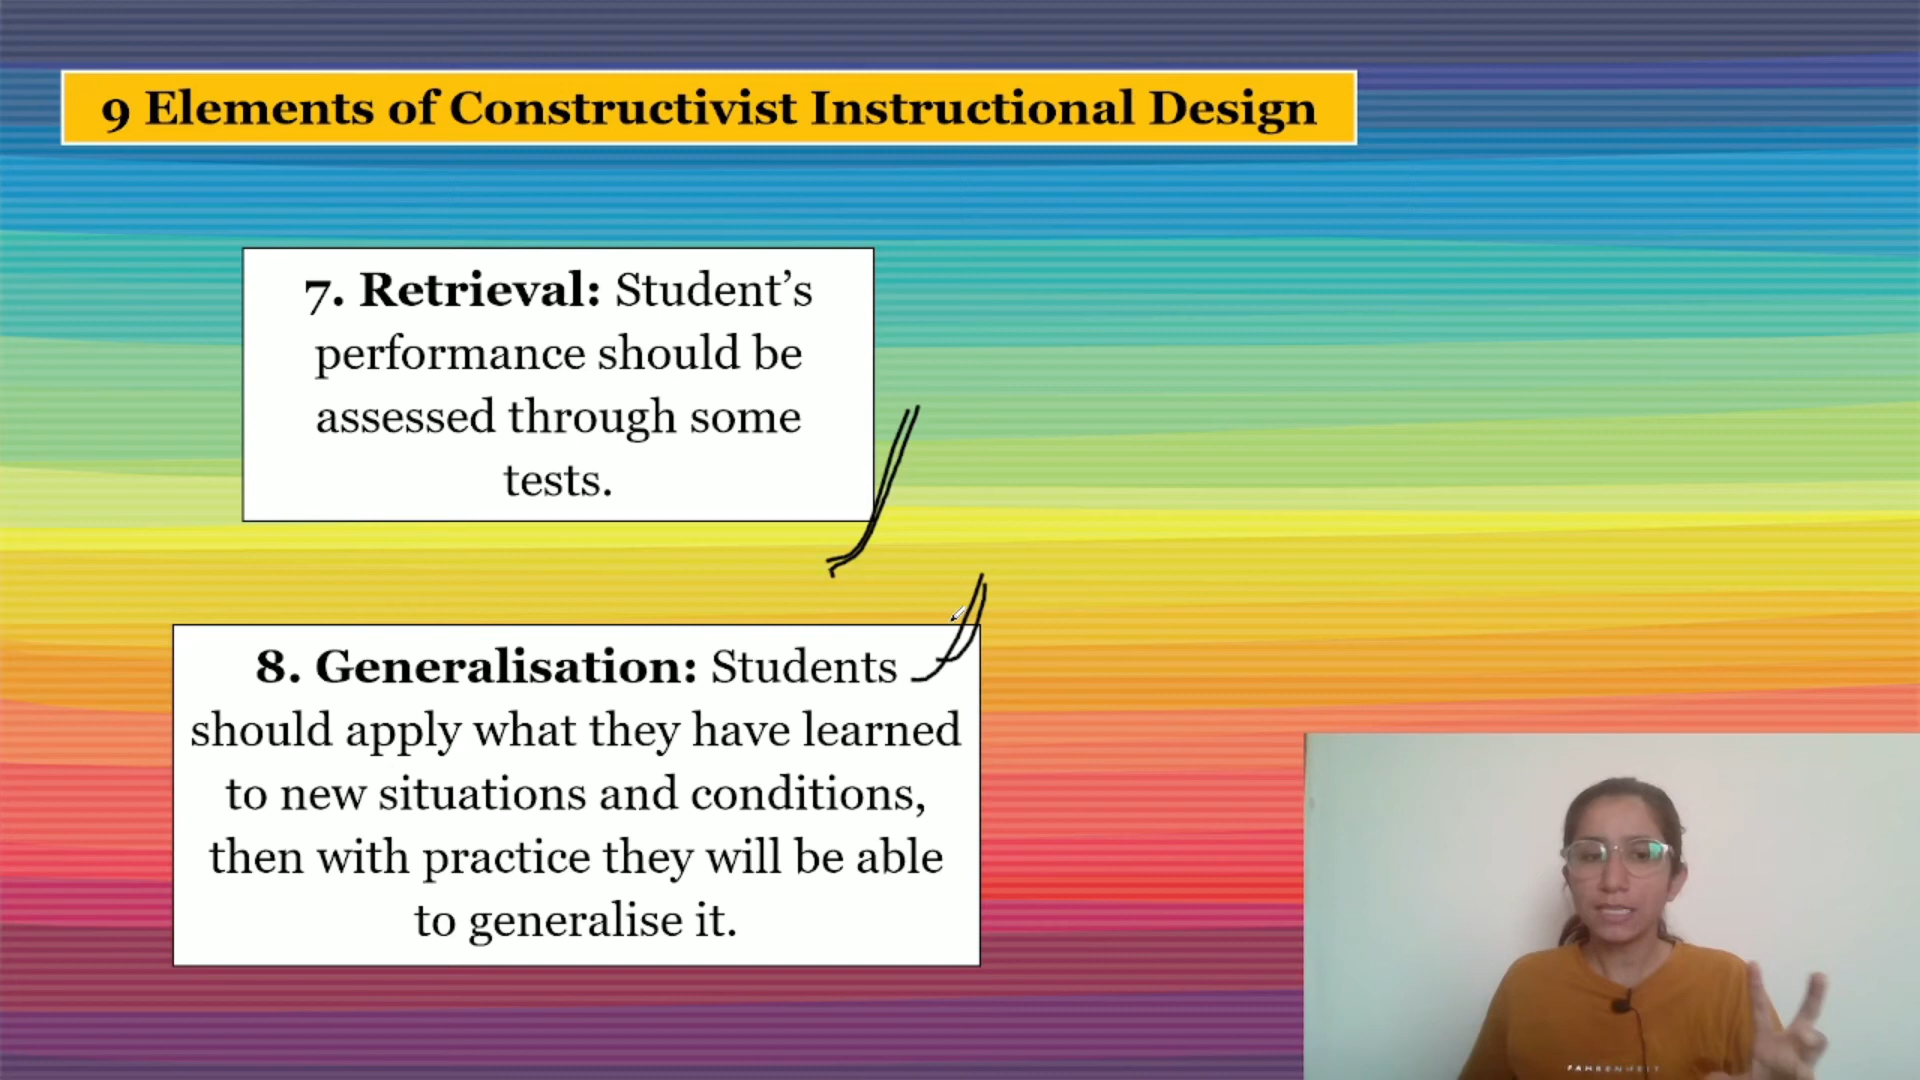 9 Elements of Constructivist Instructional Design
7. Retrieval: Student’s
performance should be
assessed through some
tests.
8. Generalisation: Students
should apply what they have learned
to new situations and conditions,
then with practice they will be able
to generalise it.
FAHRENHEIT